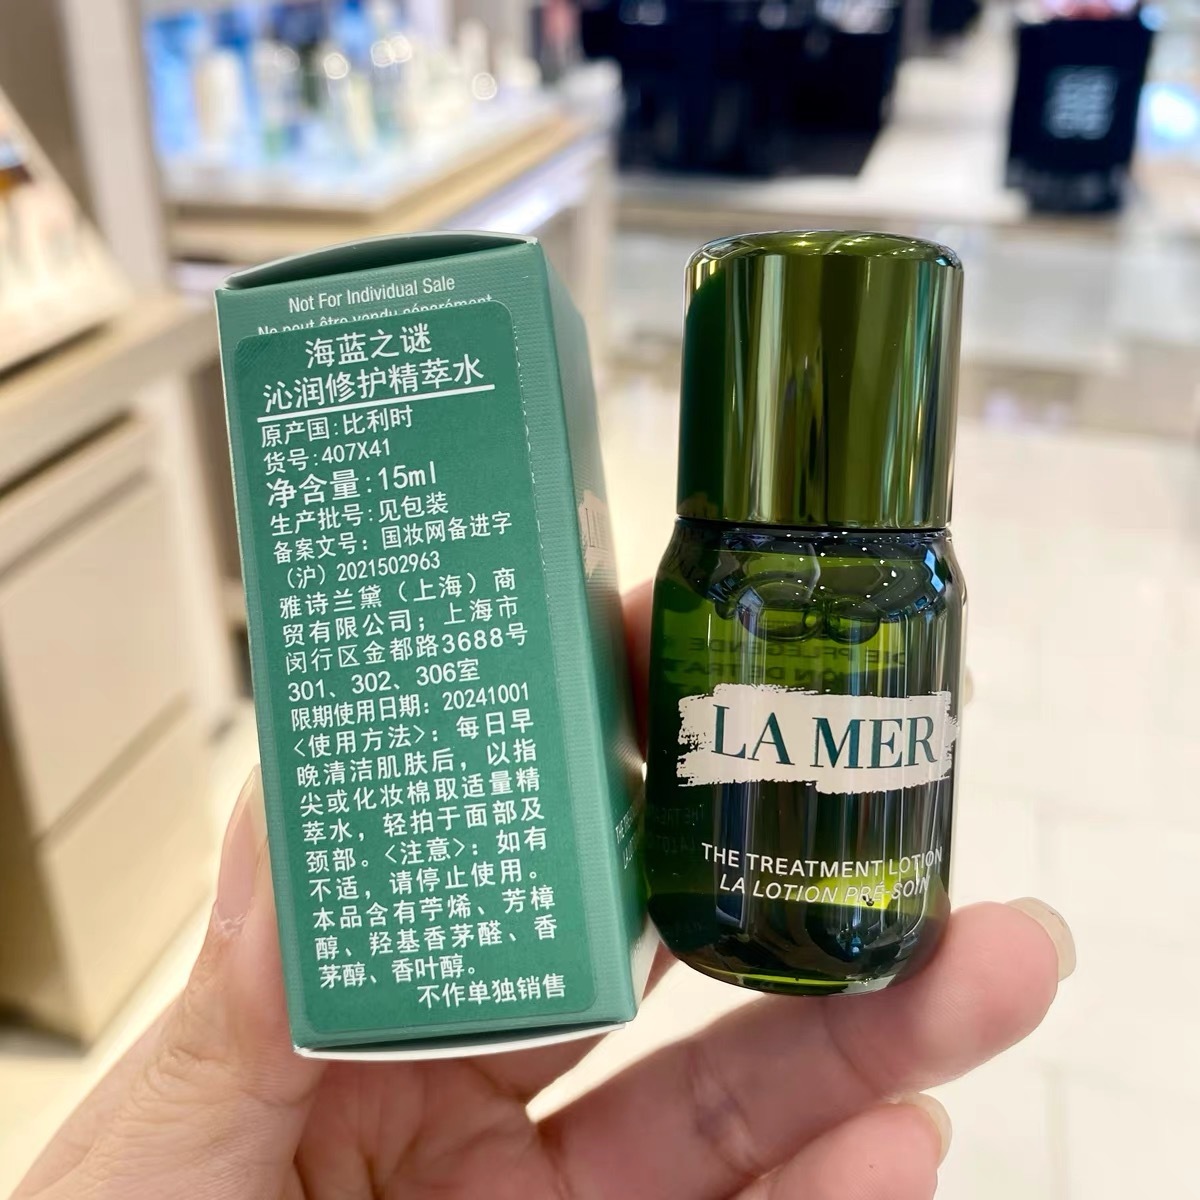 Not For Individual Sale
Ne peut être vendu séparément
海蓝之谜
沁润修护精萃水
原产国:比利时
货号:407X41
净含量:15ml
生产批号:见包装
备案文号:国妆网备进字
(沪)2021502963
雅诗兰黛(上海)商
贸有限公司;上海市
闵行区金都路3688号
301、302、306室
限期使用日期:20241001
<使用方法>:每日早
晚清洁肌肤后,以指
尖或化妆棉取适量精
萃水,轻拍于面部及
颈部。<注意>:如有
不适,请停止使用。
本品含有苧烯、芳樟
醇、羟基香茅醛、香
茅醇、香叶醇。
不作单独销售
LA MER
THE TREATMENT LOTION
LA LOTION PRÉ-SOIN